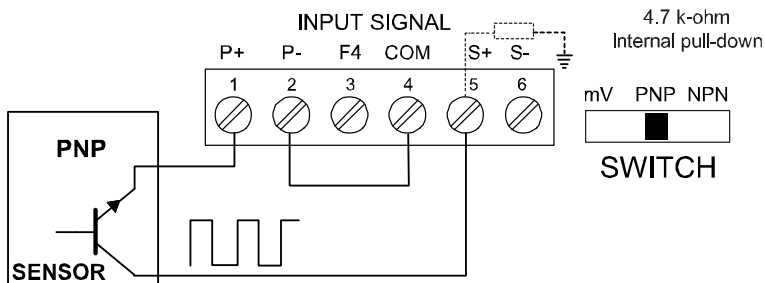 INPUT SIGNAL
4.7 k-ohm
Internal pull-down
P+ P- F4 COM S+ S-
1 2 3 4 5 6
mV PNP NPN
SWITCH
PNP
SENSOR